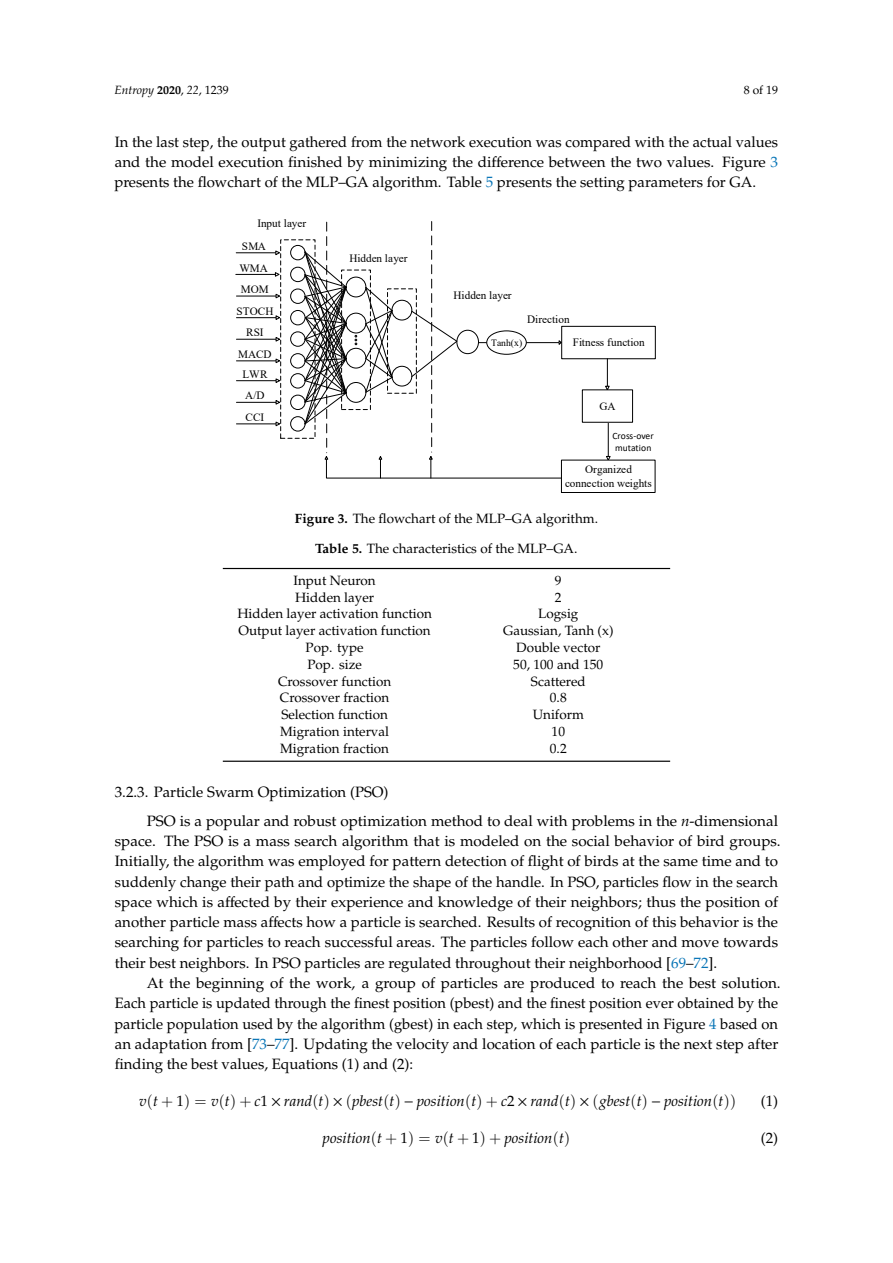 Entropy 2020, 22, 1239
8 of 19
In the last step, the output gathered from the network execution was compared with the actual values
and the model execution finished by minimizing the difference between the two values. Figure 3
presents the flowchart of the MLP–GA algorithm. Table 5 presents the setting parameters for GA.
Input layer
SMA
WMA
MOM
STOCH
RSI
MACD
LWR
A/D
CCI
Hidden layer
Hidden layer
Tanh(x)
Direction
Fitness function
GA
Cross-over
mutation
Organized
connection weights
Figure 3. The flowchart of the MLP–GA algorithm.
Table 5. The characteristics of the MLP–GA.
Input Neuron 9
Hidden layer 2
Hidden layer activation function Logsig
Output layer activation function Gaussian, Tanh (x)
Pop. type Double vector
Pop. size 50, 100 and 150
Crossover function Scattered
Crossover fraction 0.8
Selection function Uniform
Migration interval 10
Migration fraction 0.2
3.2.3. Particle Swarm Optimization (PSO)
PSO is a popular and robust optimization method to deal with problems in the n-dimensional
space. The PSO is a mass search algorithm that is modeled on the social behavior of bird groups.
Initially, the algorithm was employed for pattern detection of flight of birds at the same time and to
suddenly change their path and optimize the shape of the handle. In PSO, particles flow in the search
space which is affected by their experience and knowledge of their neighbors; thus the position of
another particle mass affects how a particle is searched. Results of recognition of this behavior is the
searching for particles to reach successful areas. The particles follow each other and move towards
their best neighbors. In PSO particles are regulated throughout their neighborhood [69–72].
At the beginning of the work, a group of particles are produced to reach the best solution.
Each particle is updated through the finest position (pbest) and the finest position ever obtained by the
particle population used by the algorithm (gbest) in each step, which is presented in Figure 4 based on
an adaptation from [73–77]. Updating the velocity and location of each particle is the next step after
finding the best values, Equations (1) and (2):
v(t + 1) = v(t) + c1 × rand(t) × (pbest(t) − position(t) + c2 × rand(t) × (gbest(t) − position(t)) (1)
position(t + 1) = v(t + 1) + position(t) (2)